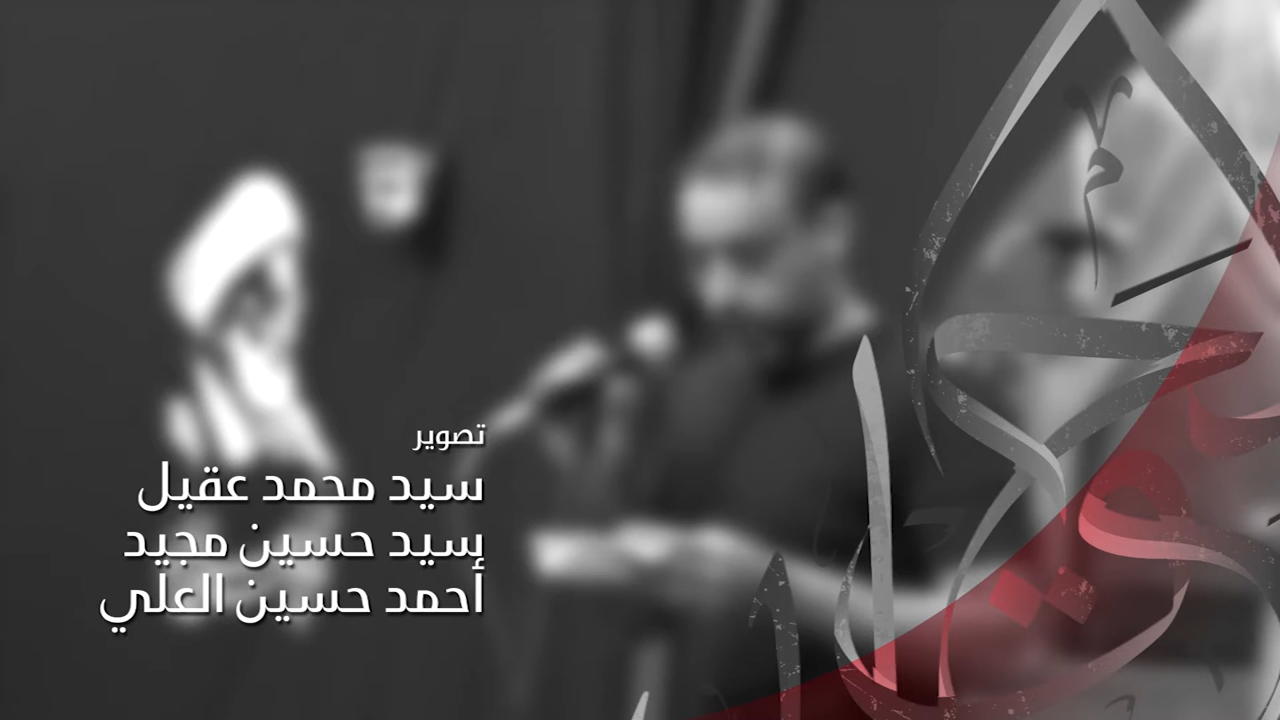 تصوير
سيد محمد عقيل
سيد حسين مجيد
أحمد حسين العلي